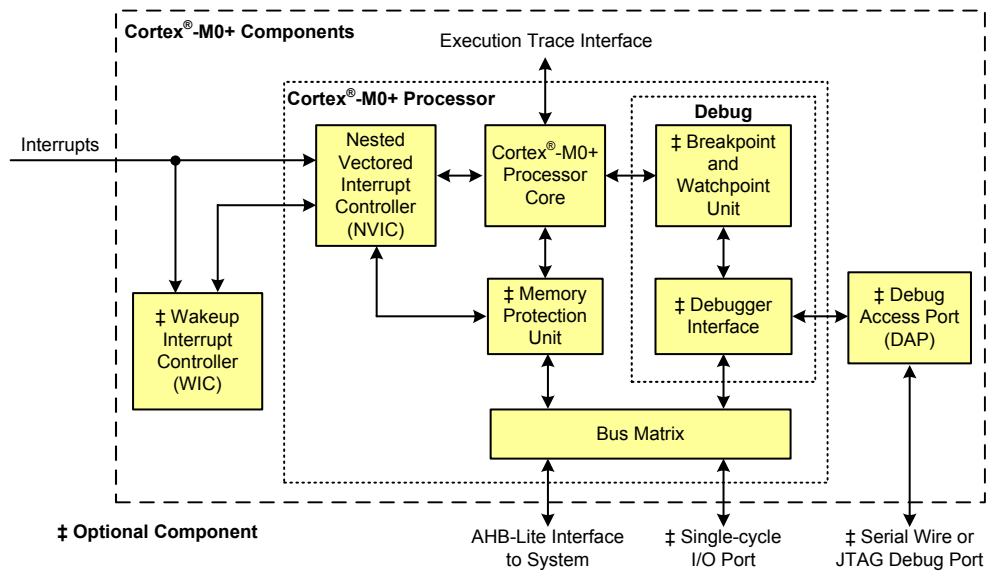 Cortex®-M0+ Components
Execution Trace Interface
Cortex®-M0+ Processor
Debug
Interrupts
Nested
Vectored
Interrupt
Controller
(NVIC)
Cortex®-M0+
Processor
Core
‡ Breakpoint
and
Watchpoint
Unit
‡ Wakeup
Interrupt
Controller
(WIC)
‡ Memory
Protection
Unit
‡ Debugger
Interface
‡ Debug
Access Port
(DAP)
Bus Matrix
‡ Optional Component
AHB-Lite Interface
to System
‡ Single-cycle
I/O Port
‡ Serial Wire or
JTAG Debug Port